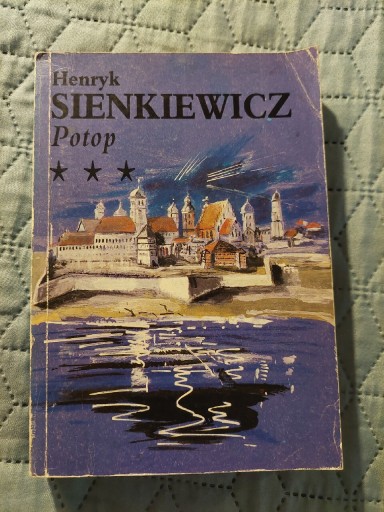 Henryk
SIENKIEWICZ
Potop
★ ★ ★